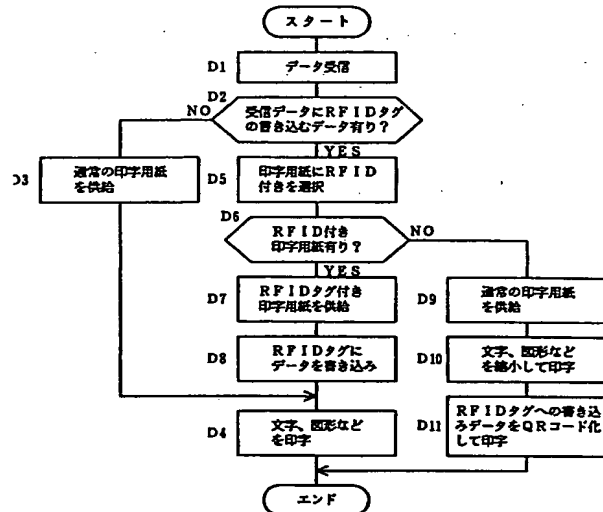 スタート
D1
データ受信
D2
受信データにRFIDタグ
の書き込むデータ有り？
NO
YES
D3
通常の印字用紙
を供給
D5
印字用紙にRFID
付きを選択
D6
RFID付き
印字用紙有り？
NO
YES
D7
RFIDタグ付き
印字用紙を供給
D9
通常の印字用紙
を供給
D8
RFIDタグに
データを書き込み
D10
文字、図形など
を縮小して印字
D4
文字、図形など
を印字
D11
RFIDタグへの書き込
みデータをQRコード化
して印字
エンド